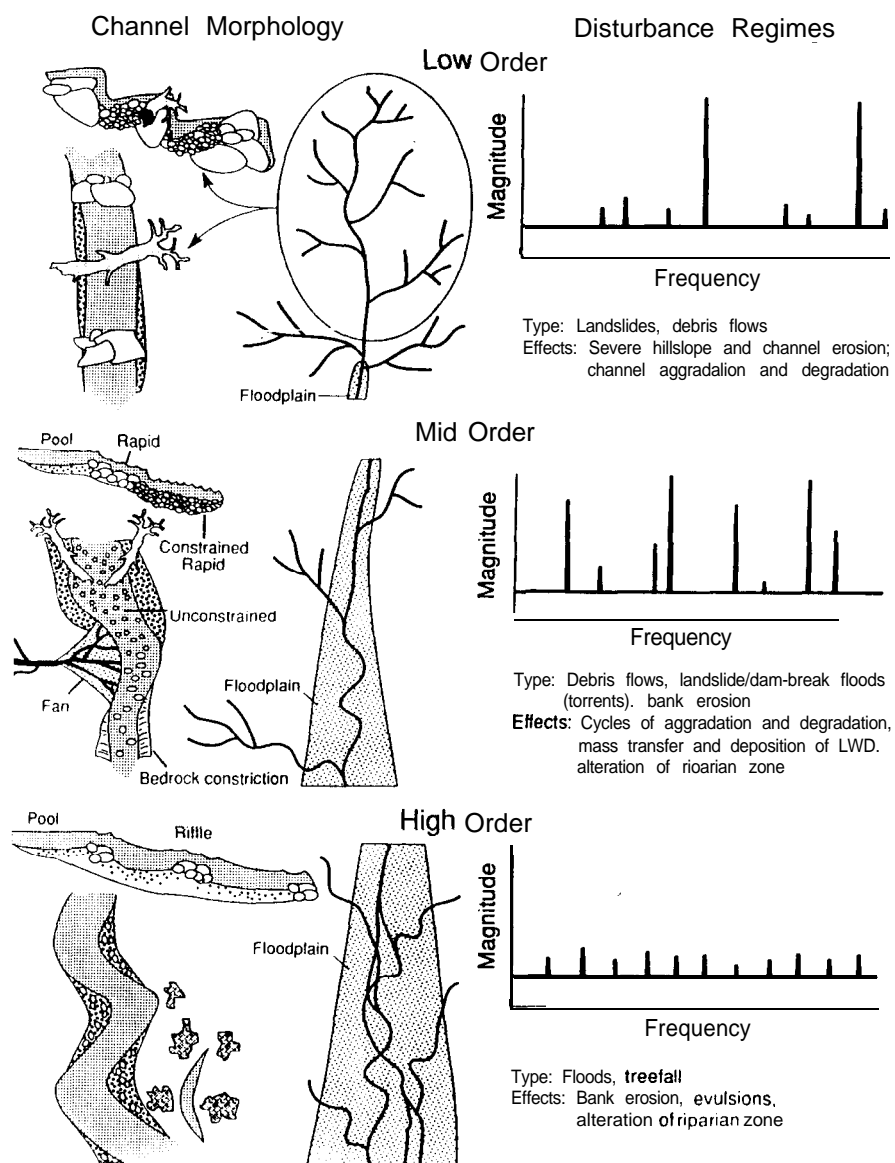 Channel Morphology
Disturbance Regimes
Low Order
Floodplain
Magnitude
Frequency
Type: Landslides, debris flows
Effects: Severe hillslope and channel erosion;
channel aggradalion and degradation
Mid Order
Pool
Rapid
Constrained
Rapid
Unconstrained
Fan
Bedrock constriction
Floodplain
Magnitude
Frequency
Type: Debris flows, landslide/dam-break floods
(torrents). bank erosion
Effects: Cycles of aggradation and degradation,
mass transfer and deposition of LWD.
alteration of rioarian zone
High Order
Pool
Riffle
Floodplain
Magnitude
Frequency
Type: Floods, treefall
Effects: Bank erosion, evulsions,
alteration of riparian zone